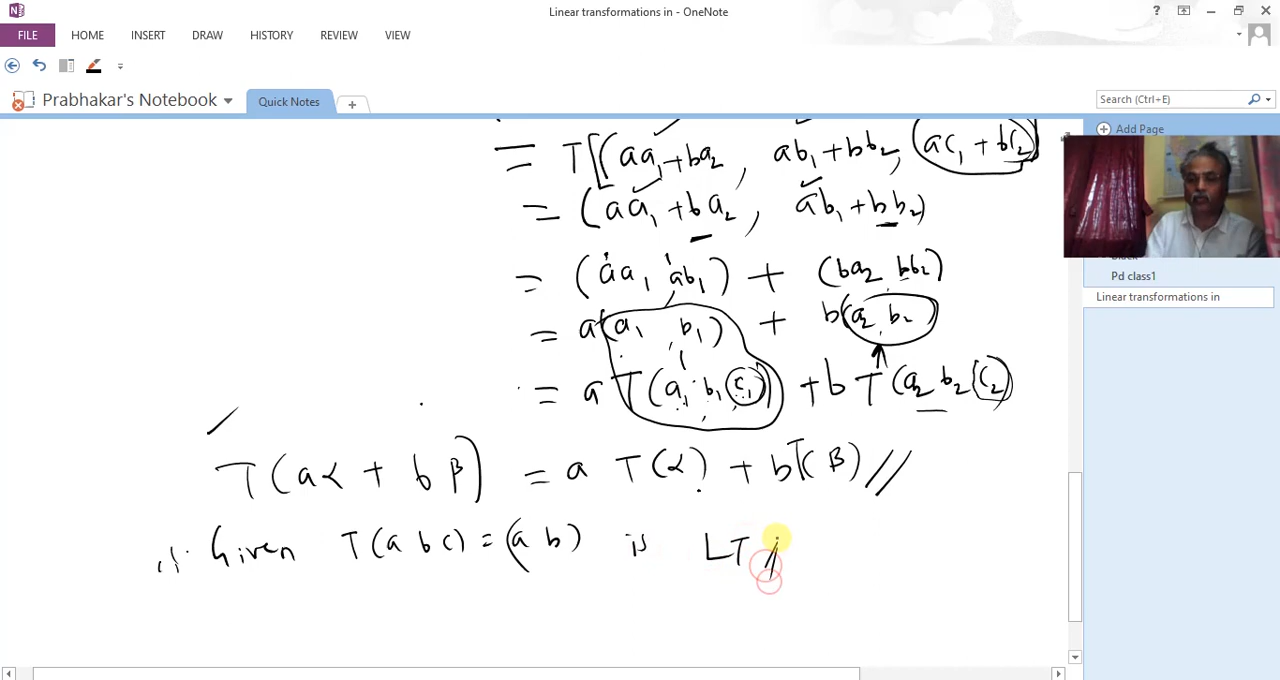 Linear transformations in - OneNote
FILE HOME INSERT DRAW HISTORY REVIEW VIEW
Prabhakar's Notebook Quick Notes
Search (Ctrl+E)
Add Page
Pd class1
Linear transformations in
= T[(aa₁+ba₂, ab₁+bb₂, ac₁+bc₂)
= (aa₁+ba₂, ab₁+bb₂)
= (aa₁, ab₁) + (ba₂, bb₂)
= a(a₁, b₁) + b(a₂, b₂)
= a T(a₁, b₁, c₁) + b T(a₂ b₂ c₂)
T(aα + bβ) = a T(α) + bT(β)//
∴ Given T(a b c) = (a b) is LT